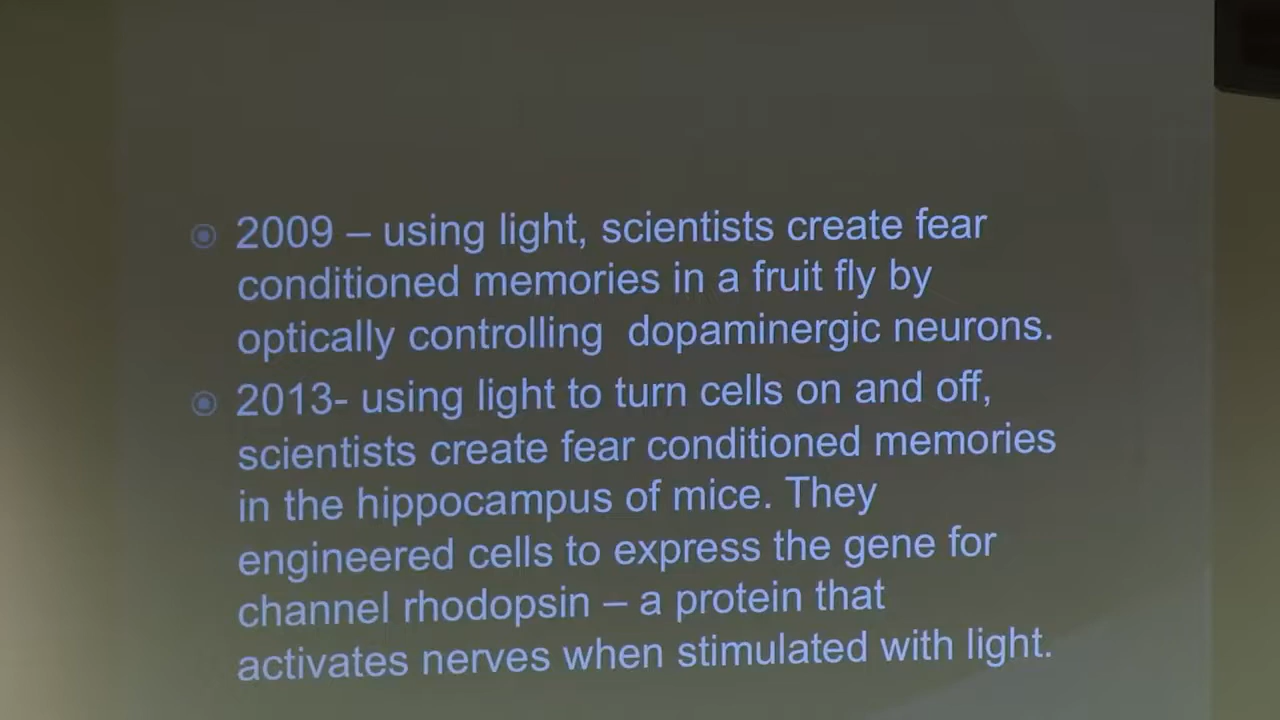 2009 – using light, scientists create fear
conditioned memories in a fruit fly by
optically controlling  dopaminergic neurons.
2013- using light to turn cells on and off,
scientists create fear conditioned memories
in the hippocampus of mice. They
engineered cells to express the gene for
channel rhodopsin – a protein that
activates nerves when stimulated with light.